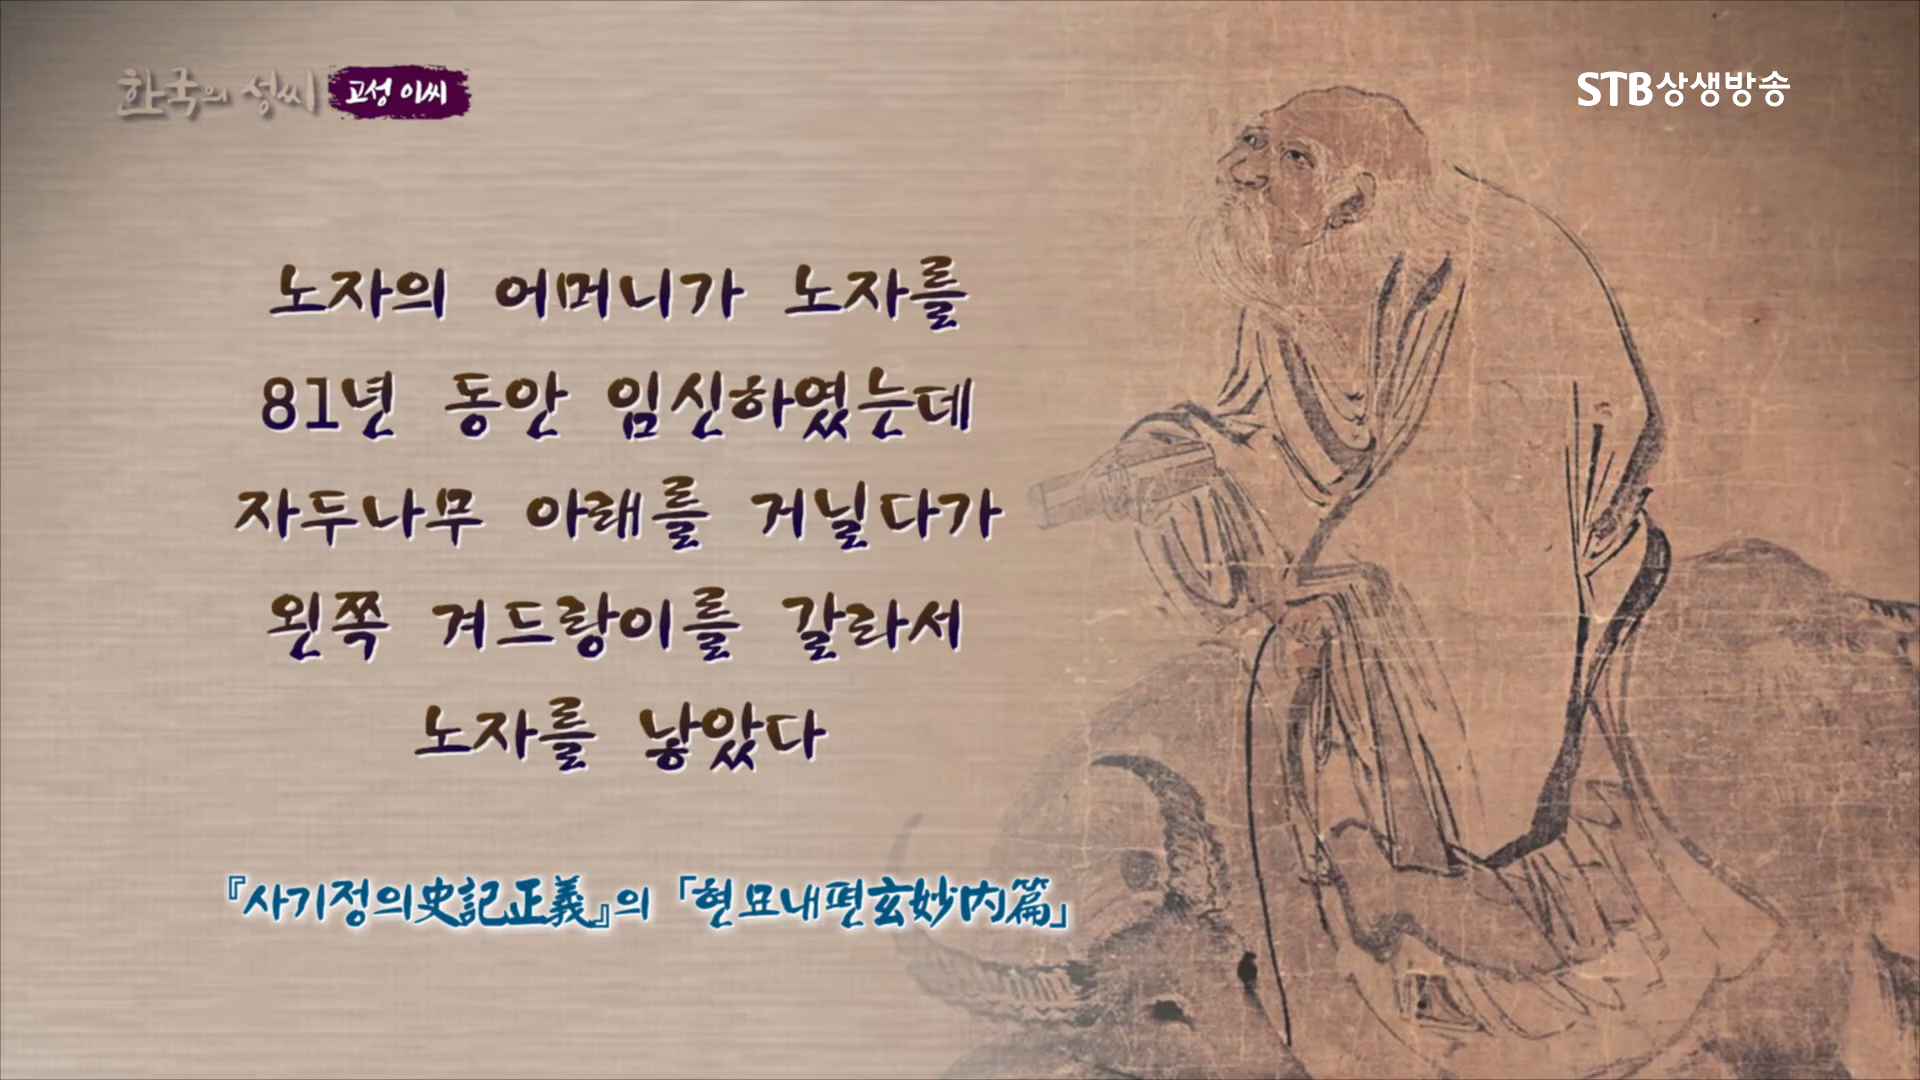 한국의 성씨 고성 이씨
STB상생방송
노자의 어머니가 노자를
81년 동안 임신하였는데
자두나무 아래를 거닐다가
왼쪽 겨드랑이를 갈라서
노자를 낳았다
『사기정의史記正義』의 「현묘내편玄妙內篇」